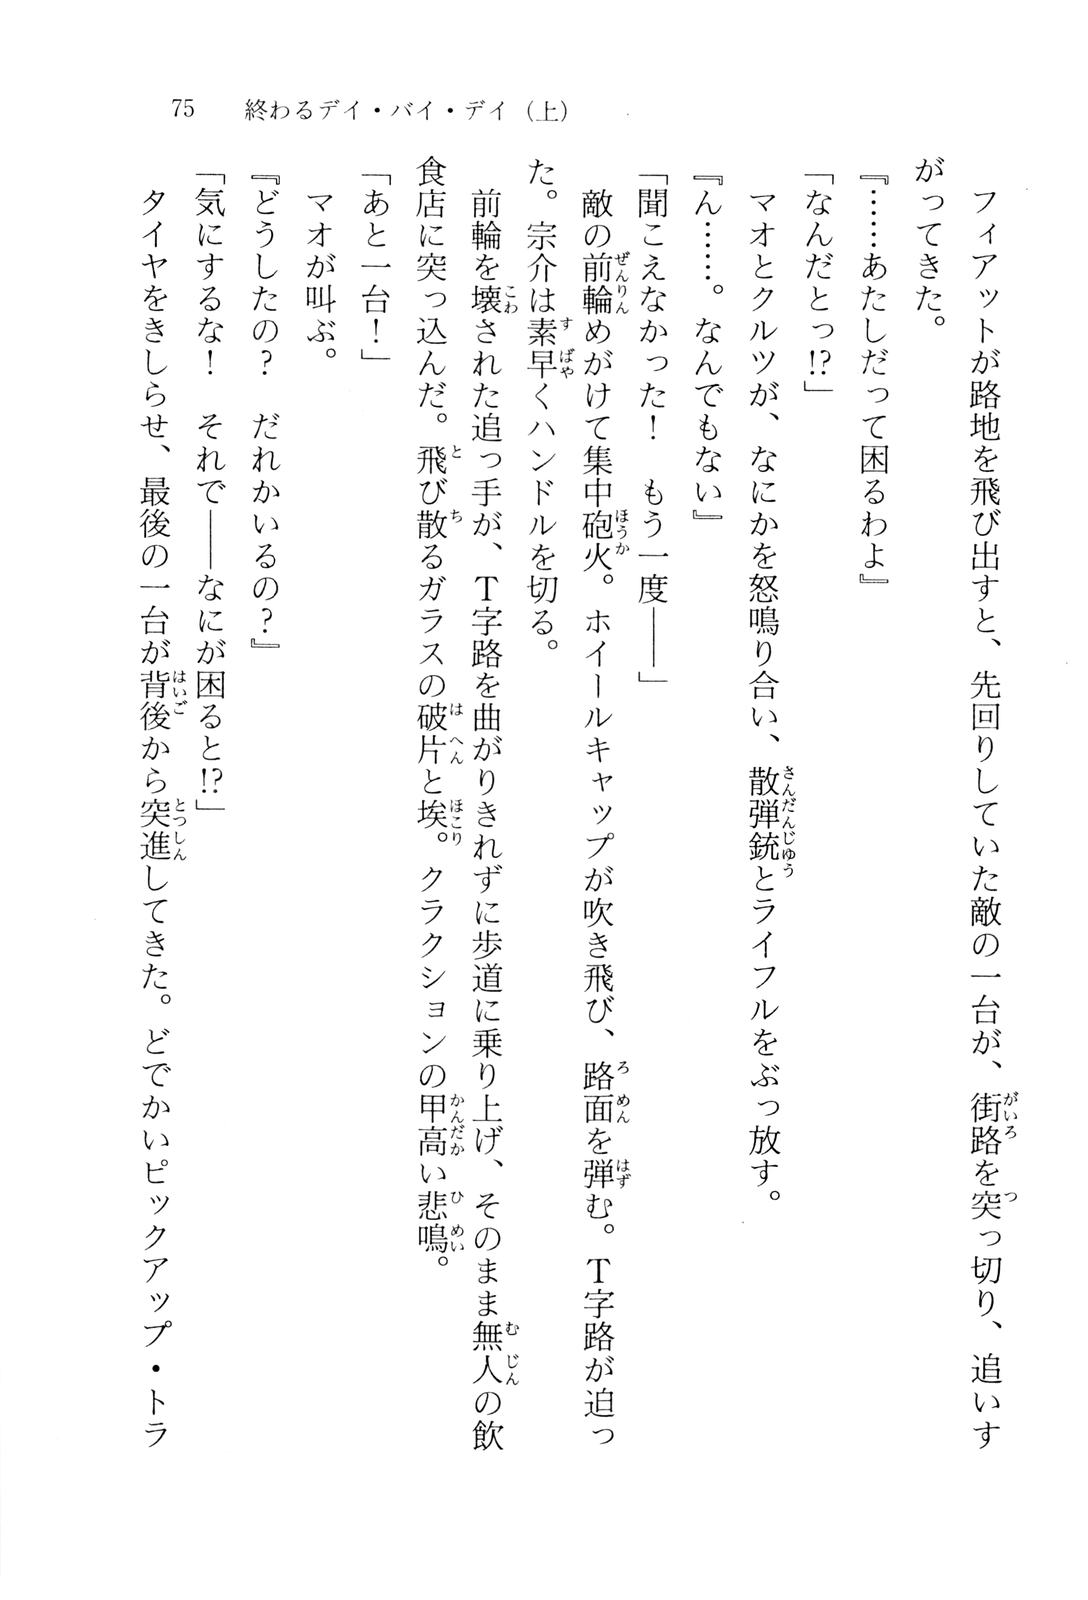 75　終わるデイ・バイ・デイ（上）
　フィアットが路地を飛び出すと、先回りしていた敵の一台が、街路を突っ切り、追いす
がってきた。
『……あたしだって困るわよ』
「なんだとっ!?」
　マオとクルツが、なにかを怒鳴り合い、散弾銃とライフルをぶっ放す。
『ん……。なんでもない』
「聞こえなかった！　もう一度――」
　敵の前輪めがけて集中砲火。ホイールキャップが吹き飛び、路面を弾む。Ｔ字路が迫っ
た。宗介は素早くハンドルを切る。
　前輪を壊された追っ手が、Ｔ字路を曲がりきれずに歩道に乗り上げ、そのまま無人の飲
食店に突っ込んだ。飛び散るガラスの破片と埃。クラクションの甲高い悲鳴。
「あと一台！」
　マオが叫ぶ。
『どうしたの？　だれかいるの？』
「気にするな！　それで――なにが困ると!?」
　タイヤをきしらせ、最後の一台が背後から突進してきた。どでかいピックアップ・トラ